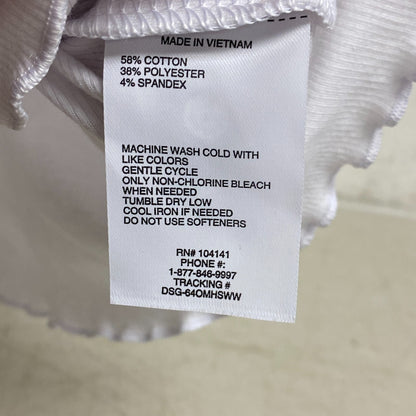 MADE IN VIETNAM
58% COTTON
38% POLYESTER
4% SPANDEX
MACHINE WASH COLD WITH
LIKE COLORS
GENTLE CYCLE
ONLY NON-CHLORINE BLEACH
WHEN NEEDED
TUMBLE DRY LOW
COOL IRON IF NEEDED
DO NOT USE SOFTENERS
RN# 104141
PHONE #:
1-877-846-9997
TRACKING #
DSG-64OMHSWW